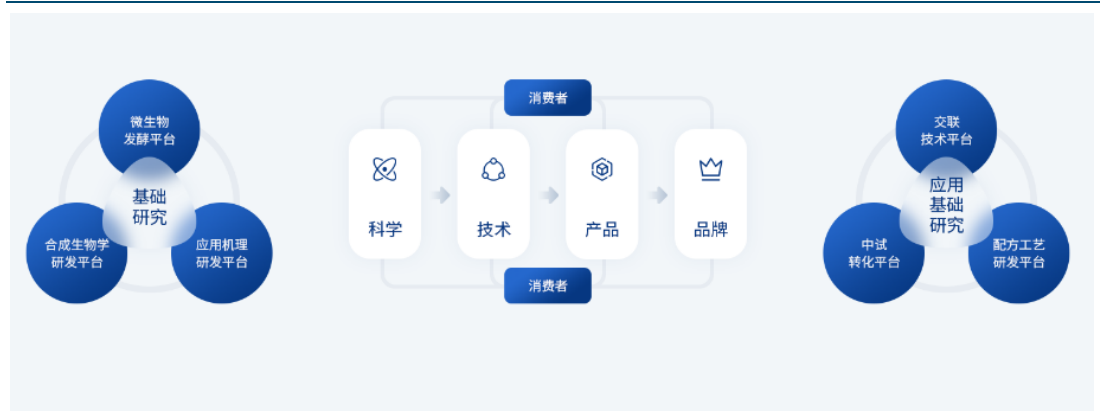 微生物
发酵平台
基础
研究
合成生物学
研发平台
应用机理
研发平台
消费者
科学
技术
产品
品牌
消费者
交联
技术平台
应用
基础
研究
中试
转化平台
配方工艺
研发平台